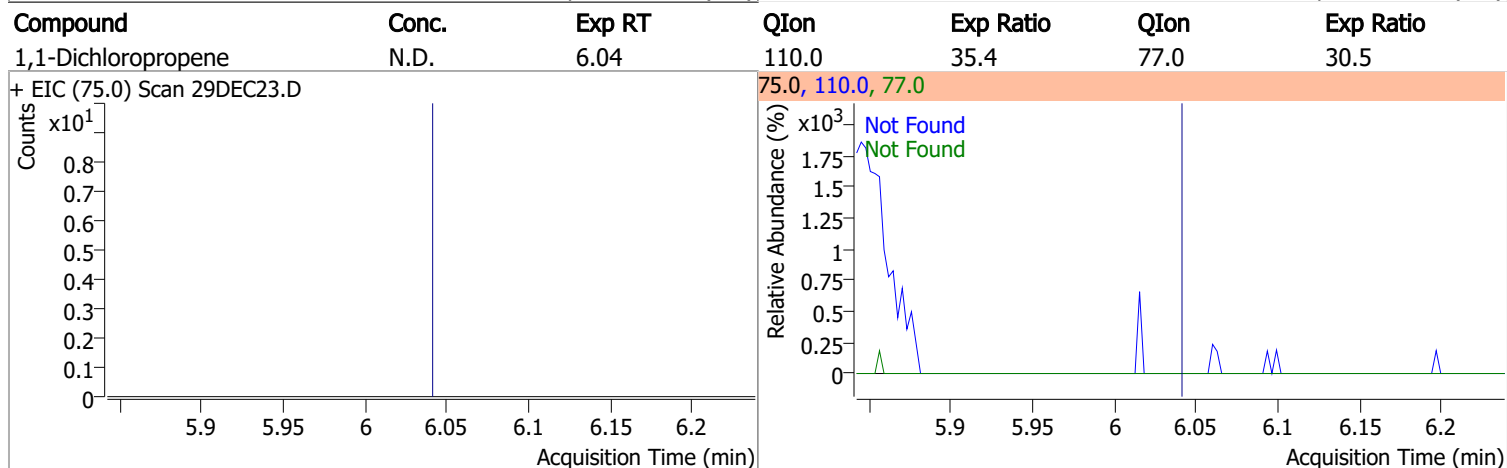 Compound Conc. Exp RT QIon Exp Ratio QIon Exp Ratio
1,1-Dichloropropene N.D. 6.04 110.0 35.4 77.0 30.5
+ EIC (75.0) Scan 29DEC23.D
Counts
x10¹
0.8
0.7
0.6
0.5
0.4
0.3
0.2
0.1
0
5.9 5.95 6 6.05 6.1 6.15 6.2
Acquisition Time (min)
75.0, 110.0, 77.0
Relative Abundance (%)
x10³
Not Found
Not Found
1.75
1.5
1.25
1
0.75
0.5
0.25
0
5.9 5.95 6 6.05 6.1 6.15 6.2
Acquisition Time (min)